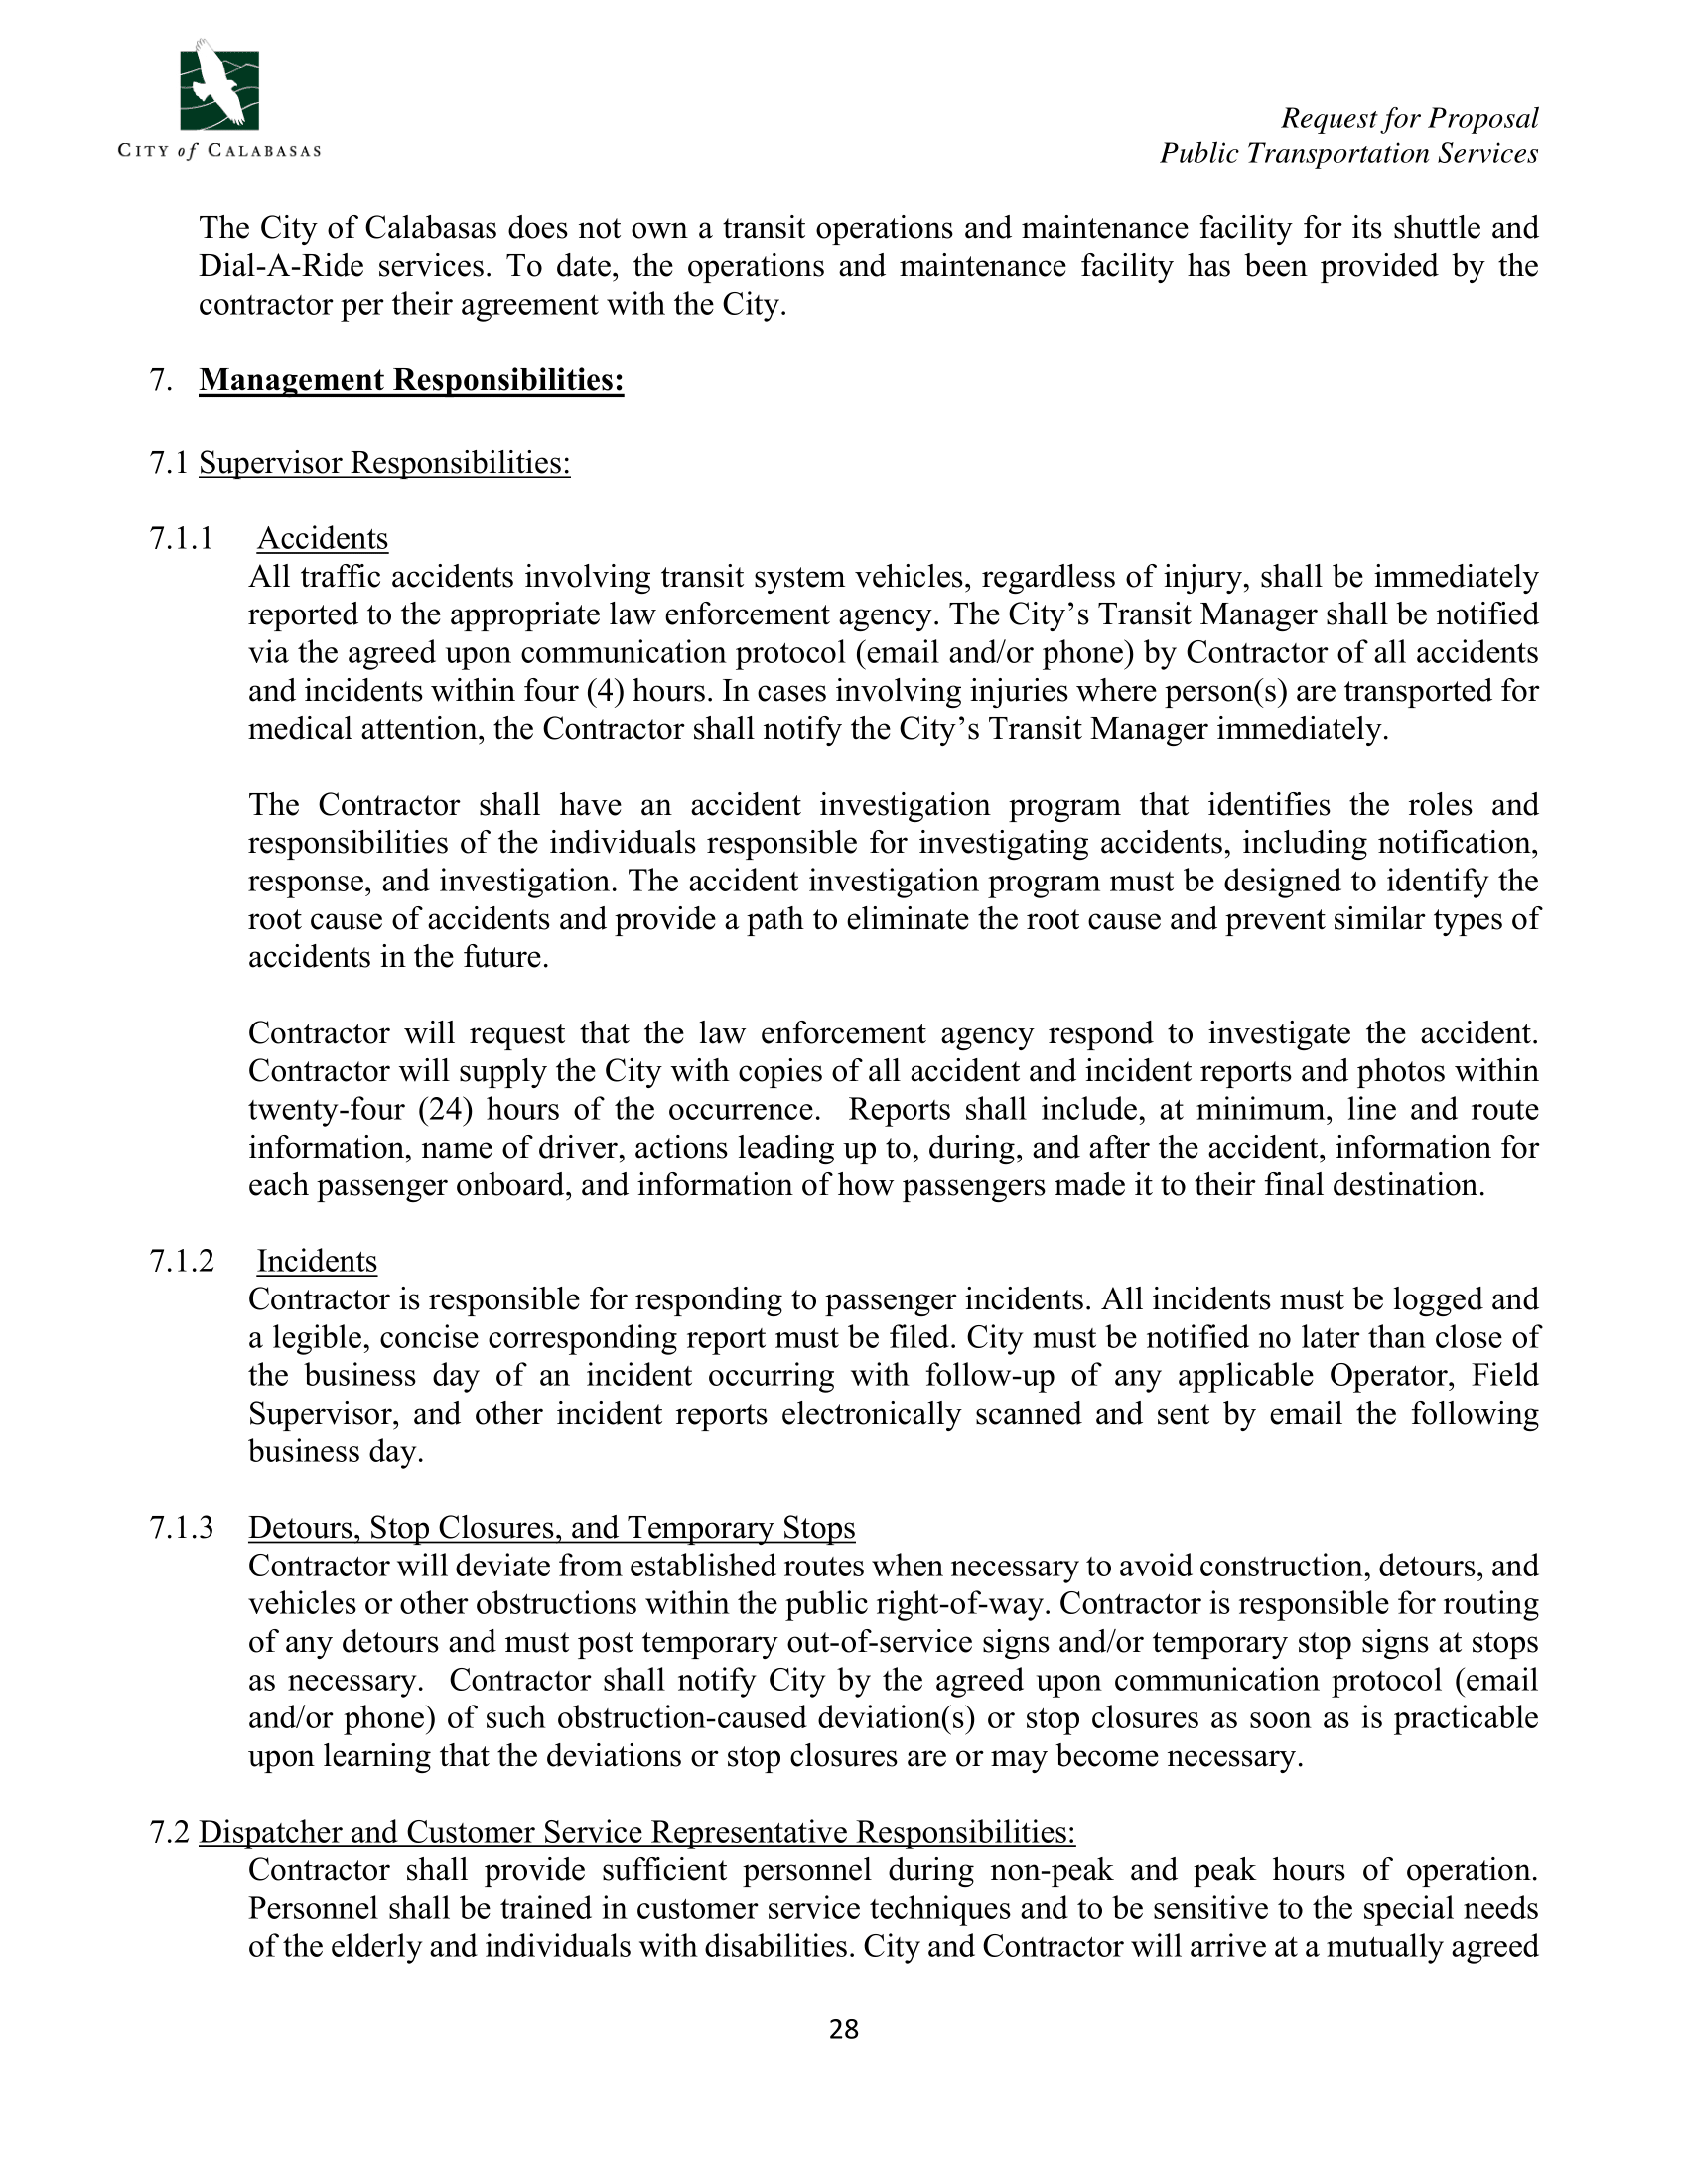 CITY of CALABASAS
Request for Proposal
Public Transportation Services
The City of Calabasas does not own a transit operations and maintenance facility for its shuttle and
Dial-A-Ride services. To date, the operations and maintenance facility has been provided by the
contractor per their agreement with the City.
7. Management Responsibilities:
7.1 Supervisor Responsibilities:
7.1.1 Accidents
All traffic accidents involving transit system vehicles, regardless of injury, shall be immediately
reported to the appropriate law enforcement agency. The City’s Transit Manager shall be notified
via the agreed upon communication protocol (email and/or phone) by Contractor of all accidents
and incidents within four (4) hours. In cases involving injuries where person(s) are transported for
medical attention, the Contractor shall notify the City’s Transit Manager immediately.
The Contractor shall have an accident investigation program that identifies the roles and
responsibilities of the individuals responsible for investigating accidents, including notification,
response, and investigation. The accident investigation program must be designed to identify the
root cause of accidents and provide a path to eliminate the root cause and prevent similar types of
accidents in the future.
Contractor will request that the law enforcement agency respond to investigate the accident.
Contractor will supply the City with copies of all accident and incident reports and photos within
twenty-four (24) hours of the occurrence. Reports shall include, at minimum, line and route
information, name of driver, actions leading up to, during, and after the accident, information for
each passenger onboard, and information of how passengers made it to their final destination.
7.1.2 Incidents
Contractor is responsible for responding to passenger incidents. All incidents must be logged and
a legible, concise corresponding report must be filed. City must be notified no later than close of
the business day of an incident occurring with follow-up of any applicable Operator, Field
Supervisor, and other incident reports electronically scanned and sent by email the following
business day.
7.1.3 Detours, Stop Closures, and Temporary Stops
Contractor will deviate from established routes when necessary to avoid construction, detours, and
vehicles or other obstructions within the public right-of-way. Contractor is responsible for routing
of any detours and must post temporary out-of-service signs and/or temporary stop signs at stops
as necessary. Contractor shall notify City by the agreed upon communication protocol (email
and/or phone) of such obstruction-caused deviation(s) or stop closures as soon as is practicable
upon learning that the deviations or stop closures are or may become necessary.
7.2 Dispatcher and Customer Service Representative Responsibilities:
Contractor shall provide sufficient personnel during non-peak and peak hours of operation.
Personnel shall be trained in customer service techniques and to be sensitive to the special needs
of the elderly and individuals with disabilities. City and Contractor will arrive at a mutually agreed
28